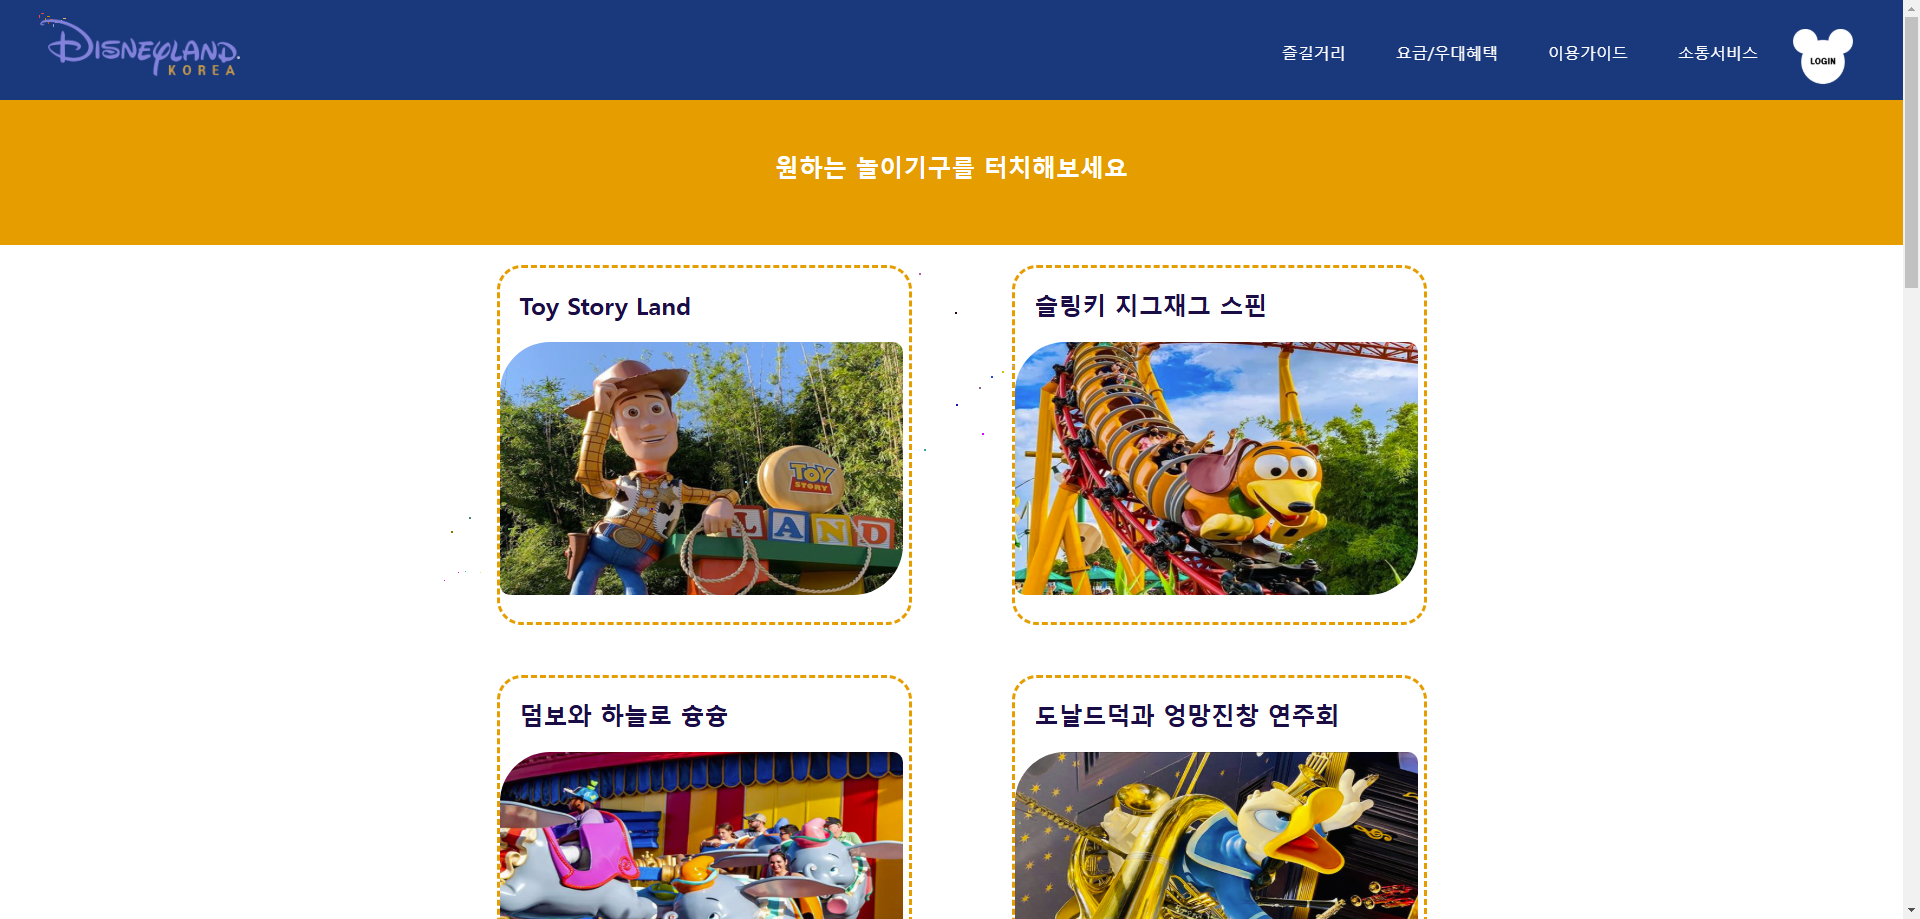 DISNEYLAND.
KOREA
즐길거리
요금/우대혜택
이용가이드
소통서비스
LOGIN
원하는 놀이기구를 터치해보세요
Toy Story Land
슬링키 지그재그 스핀
TOY
STORY
LAND
덤보와 하늘로 슝슝
도날드덕과 엉망진창 연주회